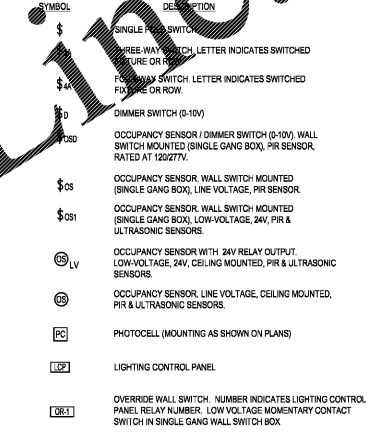 SYMBOL DESCRIPTION
$ SINGLE POLE SWITCH
THREE-WAY SWITCH. LETTER INDICATES SWITCHED
FIXTURE OR ROW.
$4A FOUR-WAY SWITCH. LETTER INDICATES SWITCHED
FIXTURE OR ROW.
$D DIMMER SWITCH (0-10V)
$OSD OCCUPANCY SENSOR / DIMMER SWITCH (0-10V). WALL
SWITCH MOUNTED (SINGLE GANG BOX), PIR SENSOR,
RATED AT 120/277V.
$OS OCCUPANCY SENSOR. WALL SWITCH MOUNTED
(SINGLE GANG BOX), LINE VOLTAGE, PIR SENSOR.
$OS1 OCCUPANCY SENSOR. WALL SWITCH MOUNTED
(SINGLE GANG BOX), LOW-VOLTAGE, 24V, PIR &
ULTRASONIC SENSORS.
OS LV OCCUPANCY SENSOR WITH 24V RELAY OUTPUT.
LOW-VOLTAGE, 24V, CEILING MOUNTED, PIR & ULTRASONIC
SENSORS.
OS OCCUPANCY SENSOR. LINE VOLTAGE, CEILING MOUNTED,
PIR & ULTRASONIC SENSORS.
PC PHOTOCELL (MOUNTING AS SHOWN ON PLANS)
LCP LIGHTING CONTROL PANEL
OVERRIDE WALL SWITCH. NUMBER INDICATES LIGHTING CONTROL
OR-1 PANEL RELAY NUMBER. LOW VOLTAGE MOMENTARY CONTACT
SWITCH IN SINGLE GANG WALL SWITCH BOX